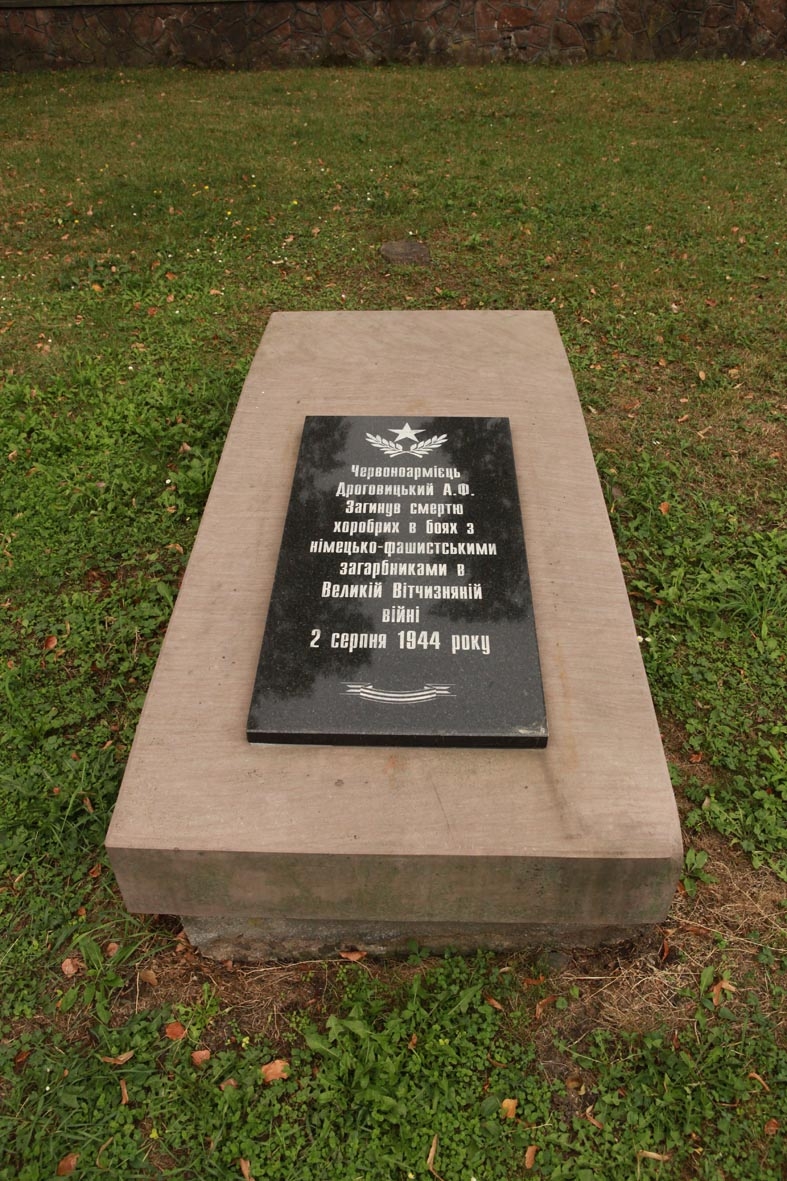 Червоноармієць
Дроговицький А.Ф.
Загинув смертю
хоробрих в боях з
німецько-фашистськими
загарбниками в
Великій Вітчизняній
війні
2 серпня 1944 року